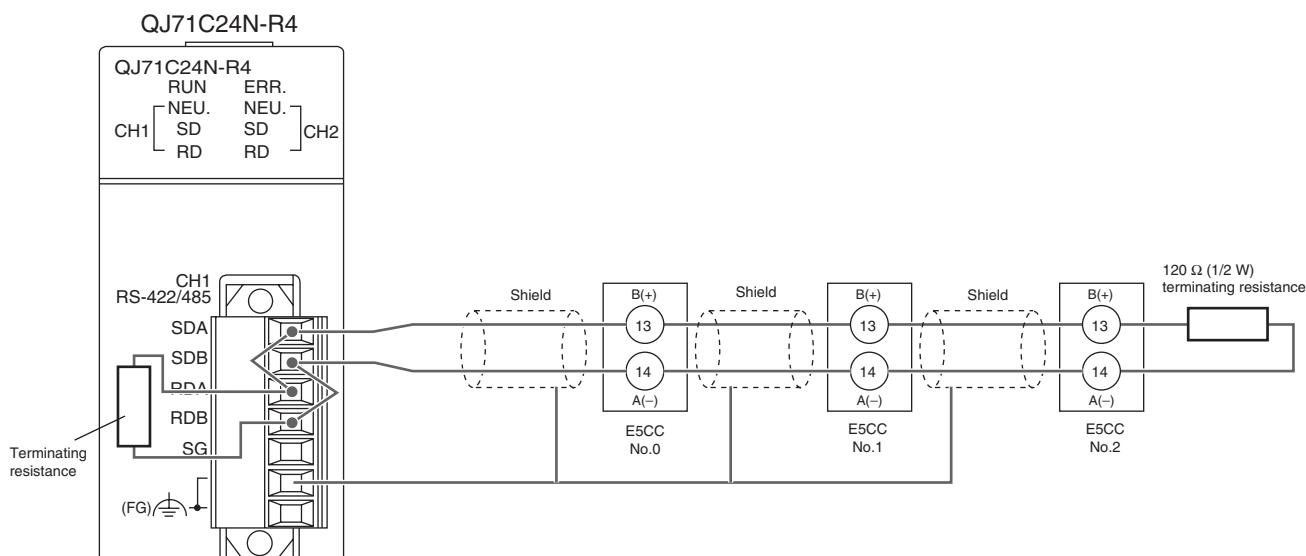 QJ71C24N-R4
QJ71C24N-R4
RUN ERR.
NEU. NEU.
CH1 SD SD CH2
RD RD
CH1
RS-422/485
SDA
SDB
RDA
RDB
SG
(FG)
Terminating
resistance
Shield
B(+)
13
14
A(−)
E5CC
No.0
Shield
B(+)
13
14
A(−)
E5CC
No.1
Shield
B(+)
13
14
A(−)
E5CC
No.2
120 Ω (1/2 W)
terminating resistance